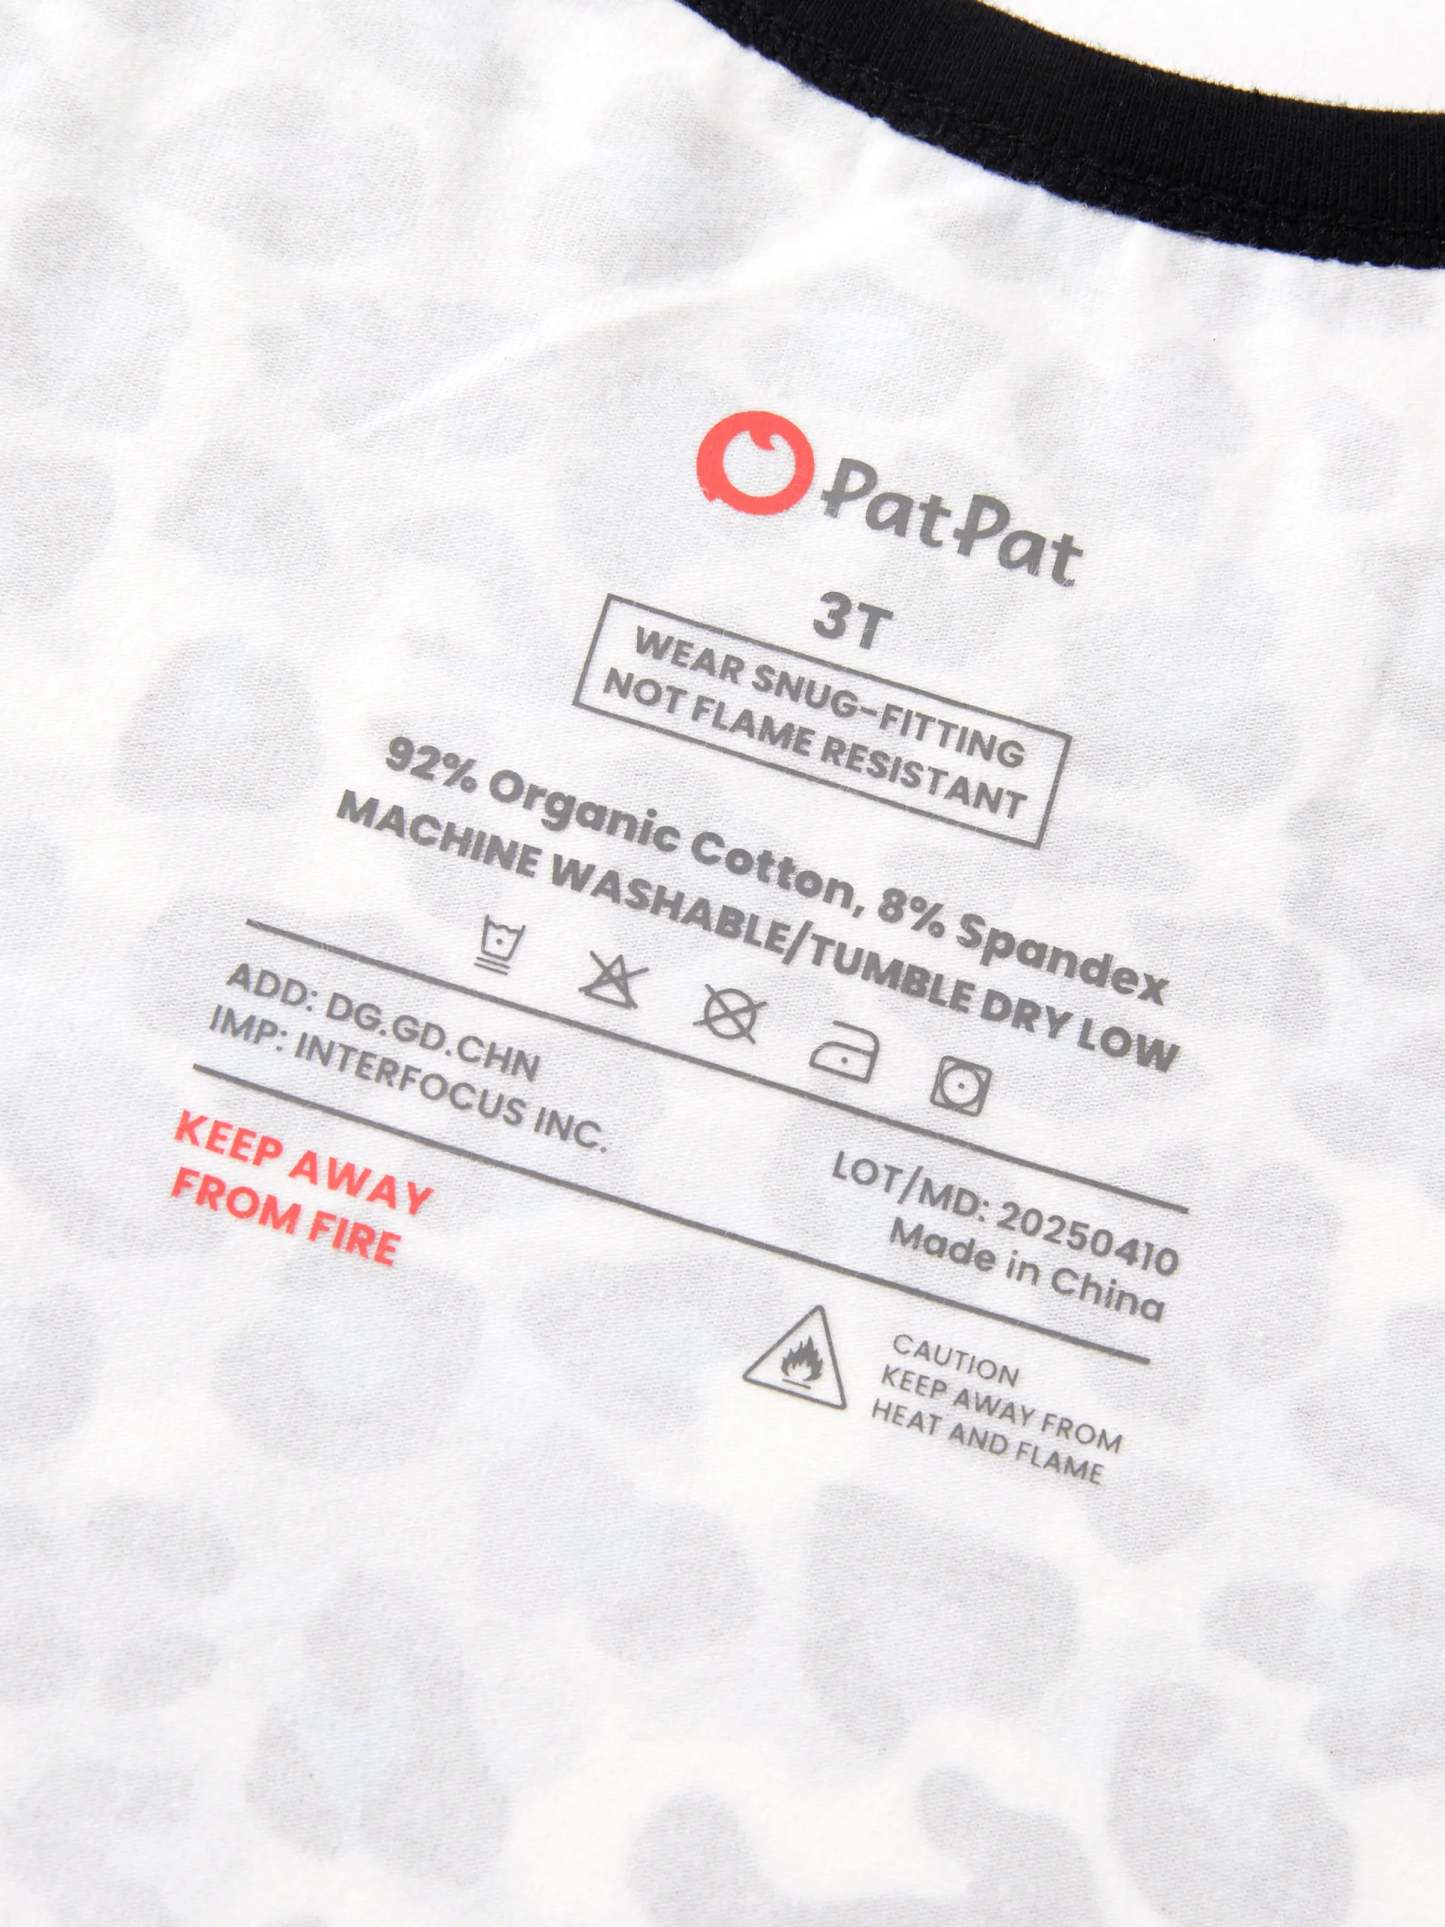 PatPat
3T
WEAR SNUG-FITTING
NOT FLAME RESISTANT
92% Organic Cotton, 8% Spandex
MACHINE WASHABLE/TUMBLE DRY LOW
ADD: DG.GD.CHN
IMP: INTERFOCUS INC.
LOT/MD: 20250410
Made in China
KEEP AWAY
FROM FIRE
CAUTION
KEEP AWAY FROM
HEAT AND FLAME